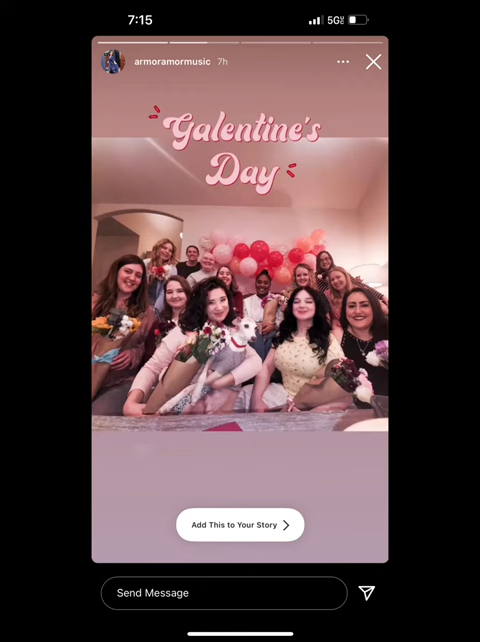 7:15
5G
armoramormusic 7h
Galentine's
Day
Add This to Your Story
Send Message